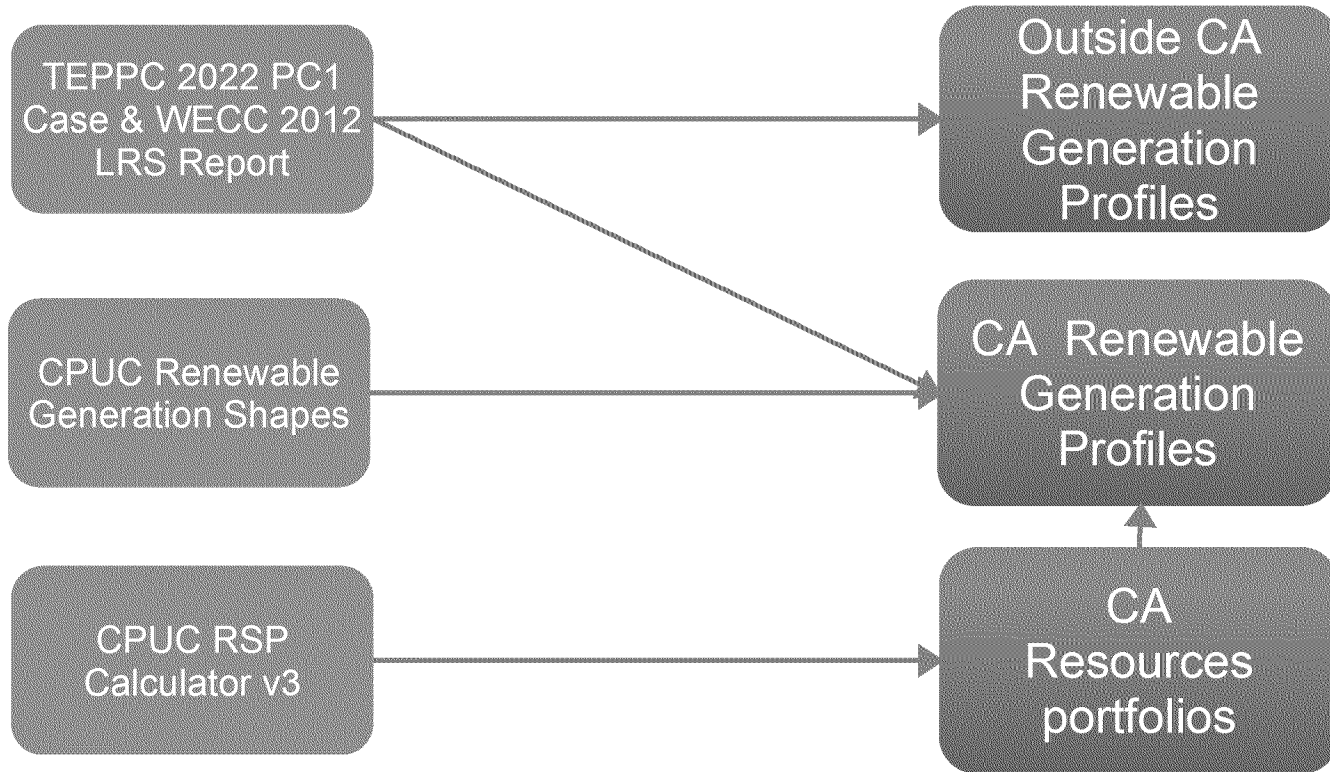 TEPPC 2022 PC1
Case & WECC 2012
LRS Report
Outside CA
Renewable
Generation
Profiles
CPUC Renewable
Generation Shapes
CA Renewable
Generation
Profiles
CPUC RSP
Calculator v3
CA
Resources
portfolios